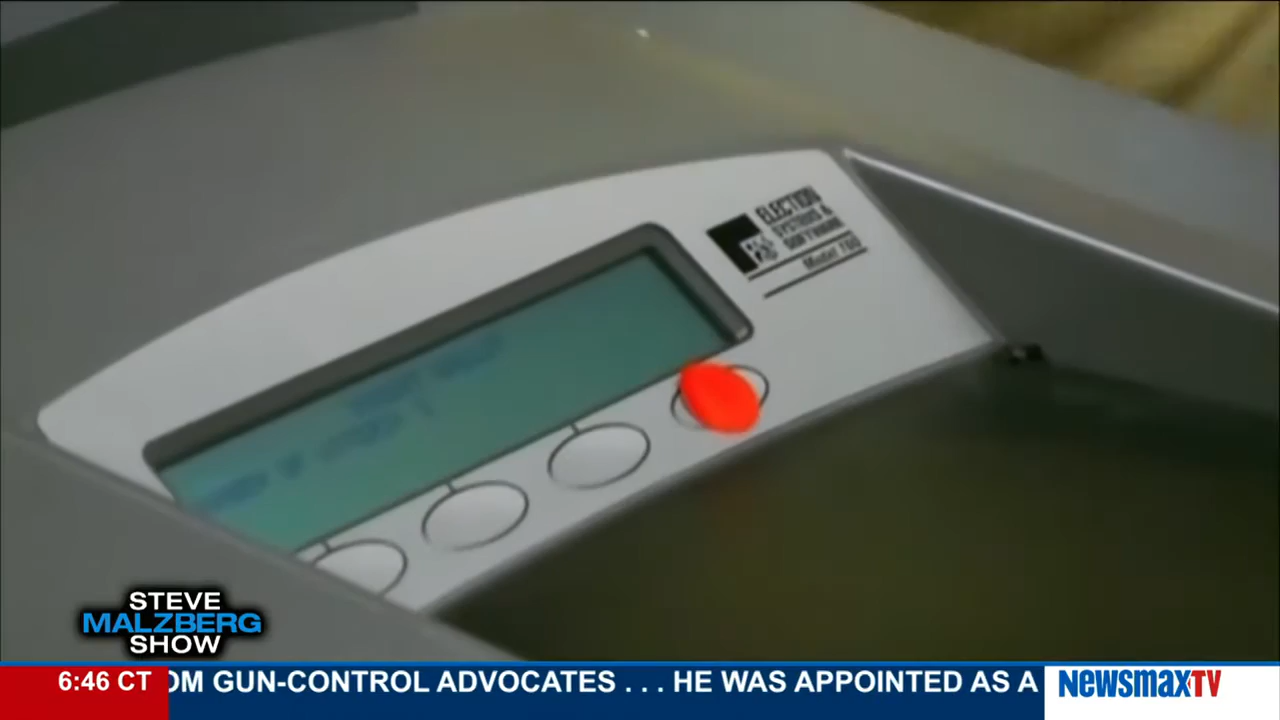 ELECTION
SYSTEMS &
SOFTWARE
STEVE
MALZBERG
SHOW
6:46 CT
OM GUN-CONTROL ADVOCATES . . . HE WAS APPOINTED AS A
NEWSMAXTV